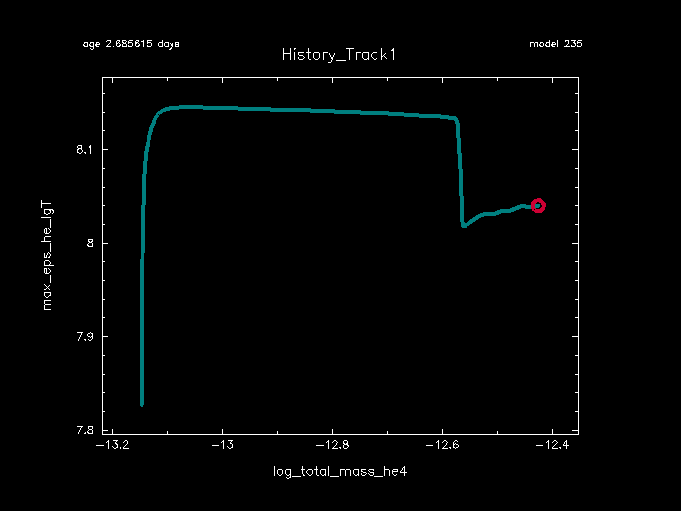 age 2.685615 days
model 235
History_Track1
max_eps_he_lgT
8.1
8
7.9
7.8
−13.2
−13
−12.8
−12.6
−12.4
log_total_mass_he4